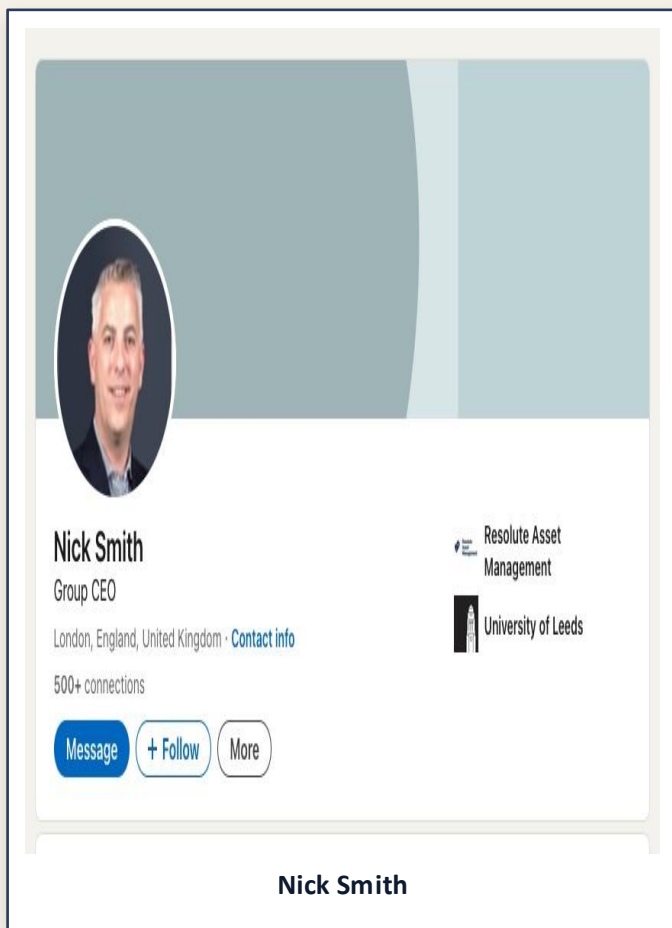 Nick Smith
Group CEO
London, England, United Kingdom · Contact info
500+ connections
Message
+ Follow
More
Resolute Asset
Management
University of Leeds
Nick Smith